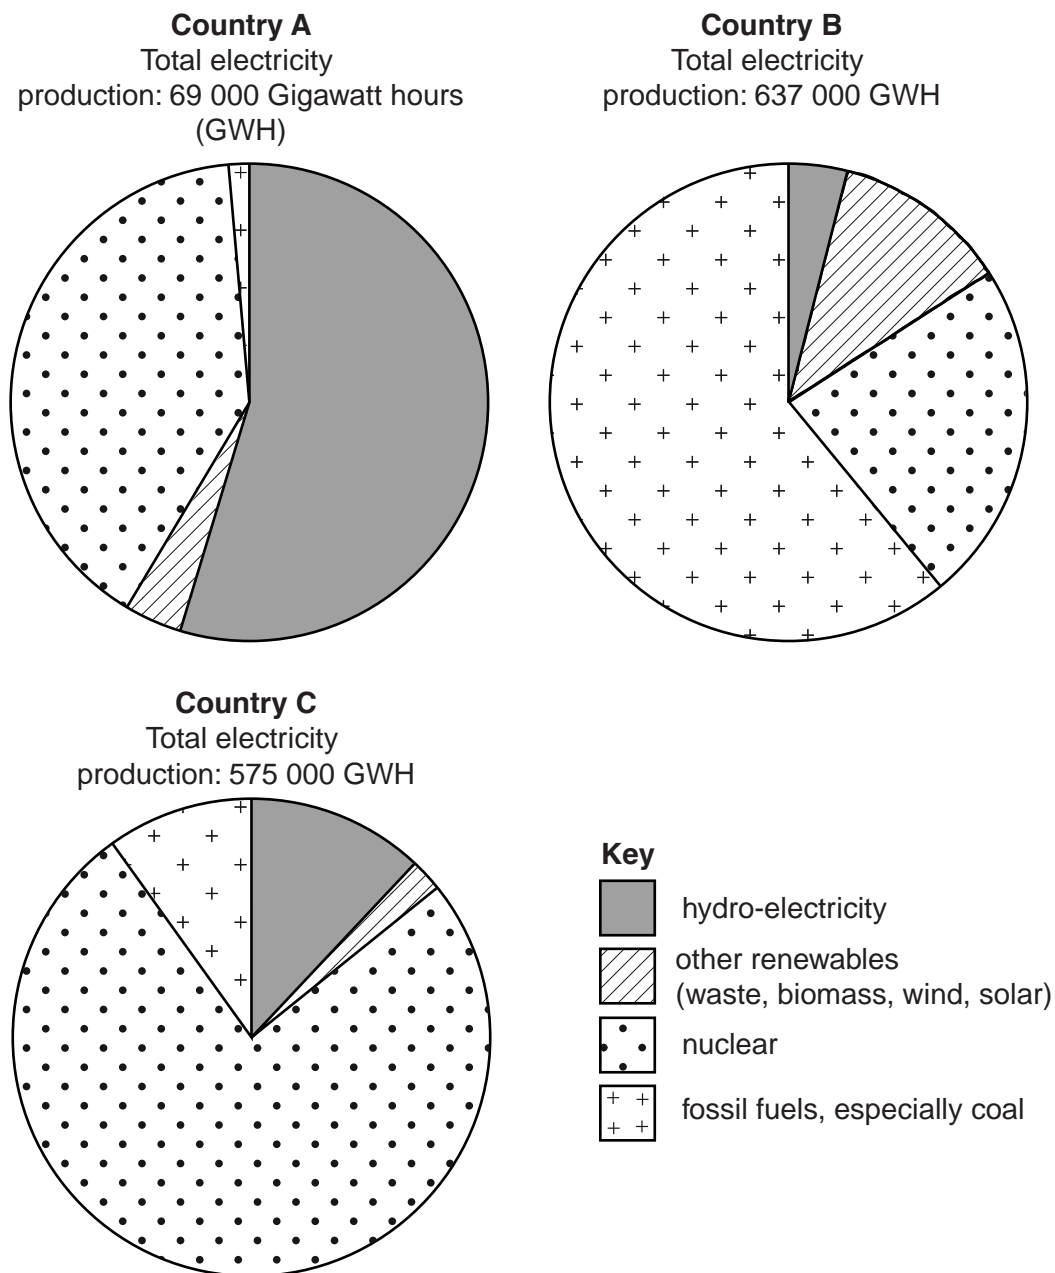 Country A
Total electricity
production: 69 000 Gigawatt hours
(GWH)
Country B
Total electricity
production: 637 000 GWH
Country C
Total electricity
production: 575 000 GWH
Key
hydro-electricity
other renewables
(waste, biomass, wind, solar)
nuclear
fossil fuels, especially coal